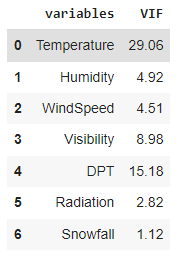 variables VIF
0 Temperature 29.06
1 Humidity 4.92
2 WindSpeed 4.51
3 Visibility 8.98
4 DPT 15.18
5 Radiation 2.82
6 Snowfall 1.12